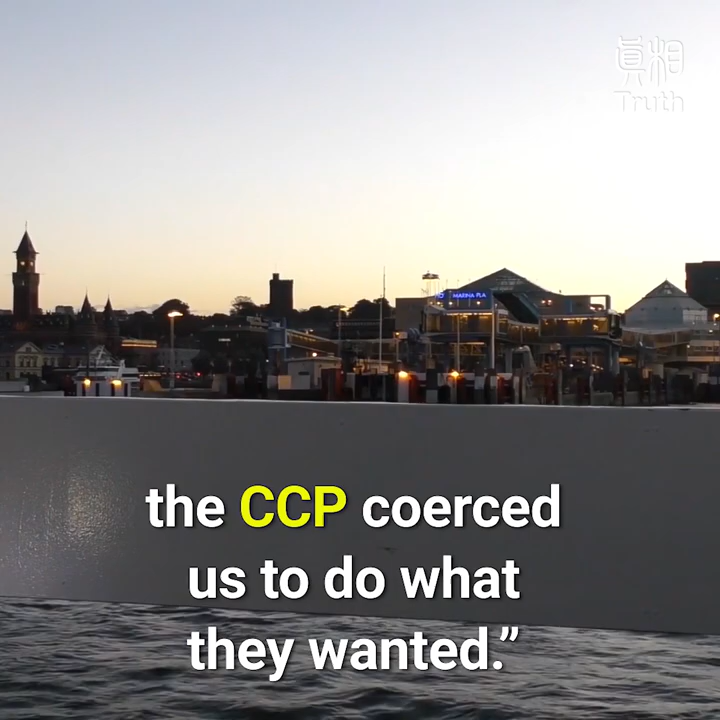 真相
Truth
MARINA PLA
the CCP coerced
us to do what
they wanted.”